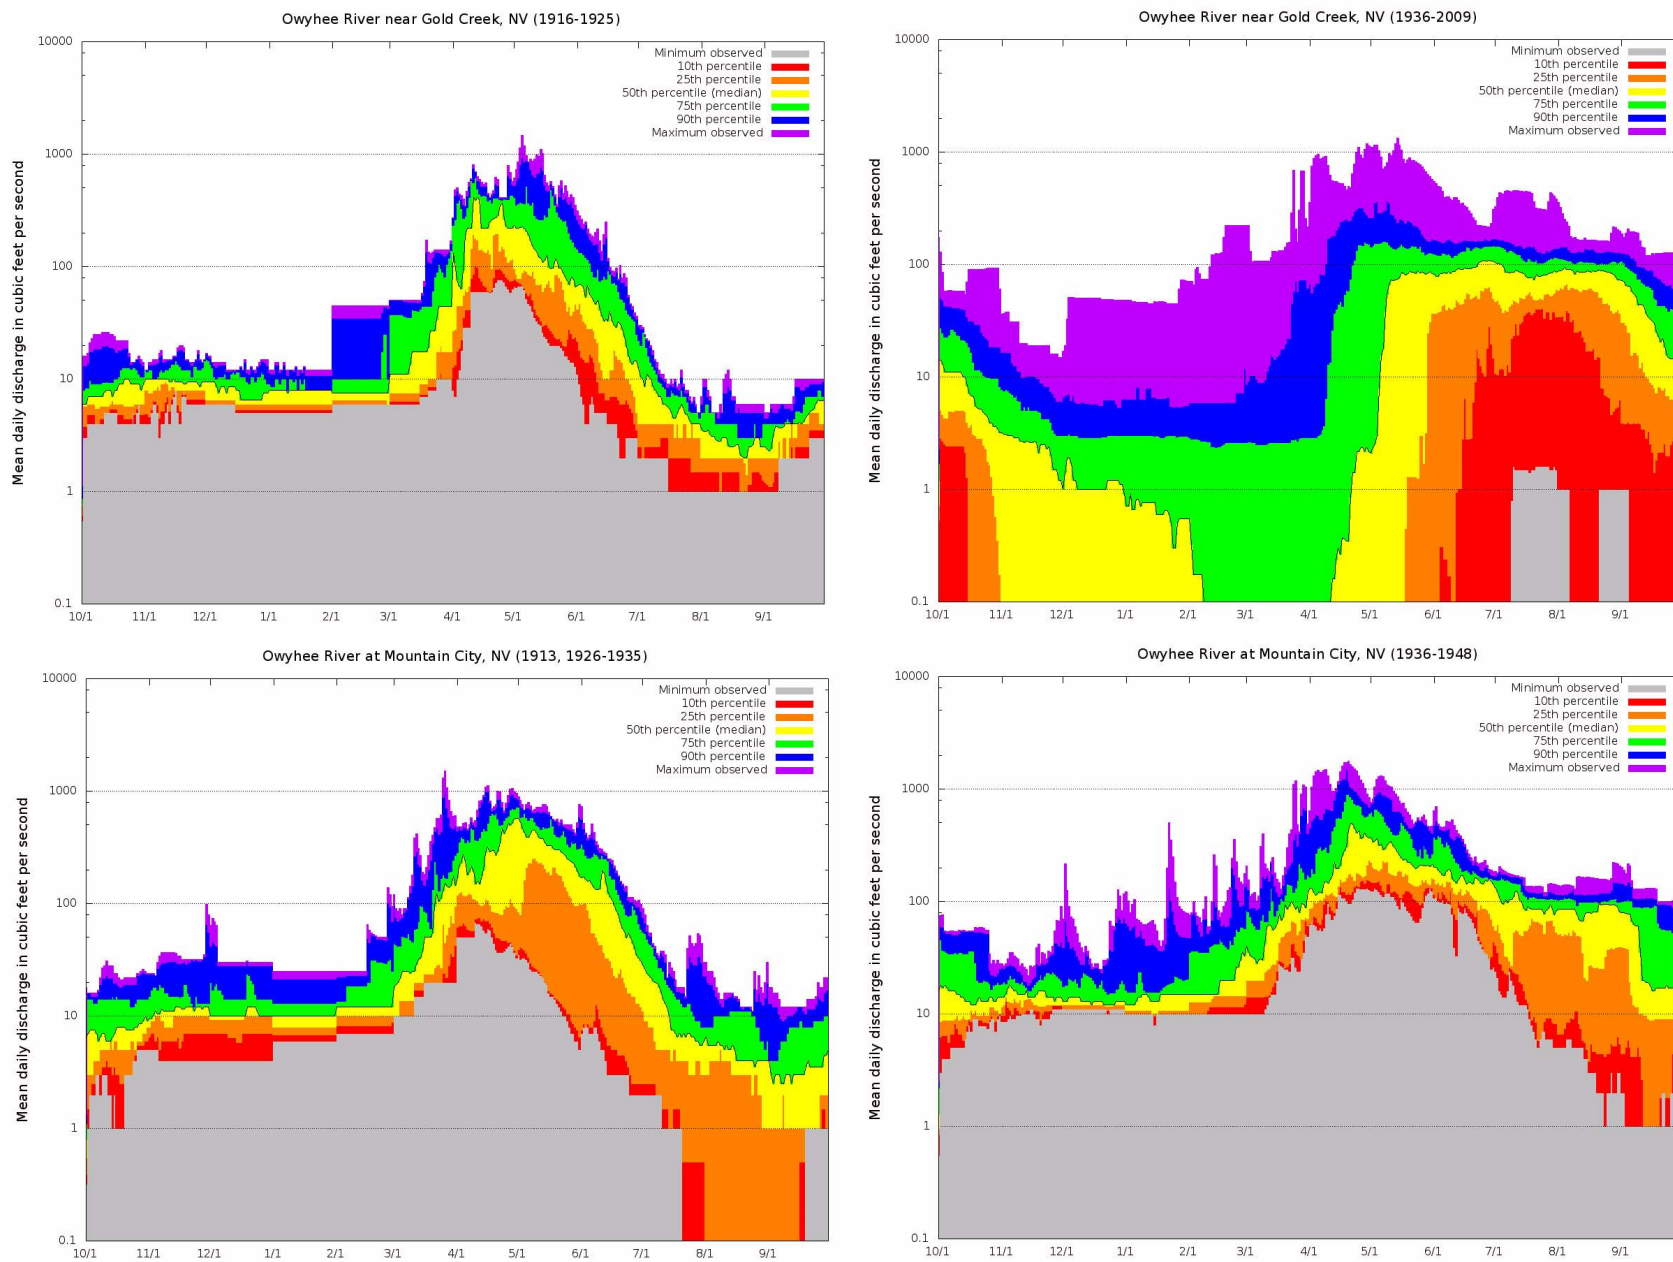 Owyhee River near Gold Creek, NV (1916-1925)
Mean daily discharge in cubic feet per second
10000
1000
100
10
1
0.1
Minimum observed
10th percentile
25th percentile
50th percentile (median)
75th percentile
90th percentile
Maximum observed
10/1 11/1 12/1 1/1 2/1 3/1 4/1 5/1 6/1 7/1 8/1 9/1
Owyhee River near Gold Creek, NV (1936-2009)
Mean daily discharge in cubic feet per second
10000
1000
100
10
1
0.1
Minimum observed
10th percentile
25th percentile
50th percentile (median)
75th percentile
90th percentile
Maximum observed
10/1 11/1 12/1 1/1 2/1 3/1 4/1 5/1 6/1 7/1 8/1 9/1
Owyhee River at Mountain City, NV (1913, 1926-1935)
Mean daily discharge in cubic feet per second
10000
1000
100
10
1
0.1
Minimum observed
10th percentile
25th percentile
50th percentile (median)
75th percentile
90th percentile
Maximum observed
10/1 11/1 12/1 1/1 2/1 3/1 4/1 5/1 6/1 7/1 8/1 9/1
Owyhee River at Mountain City, NV (1936-1948)
Mean daily discharge in cubic feet per second
10000
1000
100
10
1
0.1
Minimum observed
10th percentile
25th percentile
50th percentile (median)
75th percentile
90th percentile
Maximum observed
10/1 11/1 12/1 1/1 2/1 3/1 4/1 5/1 6/1 7/1 8/1 9/1